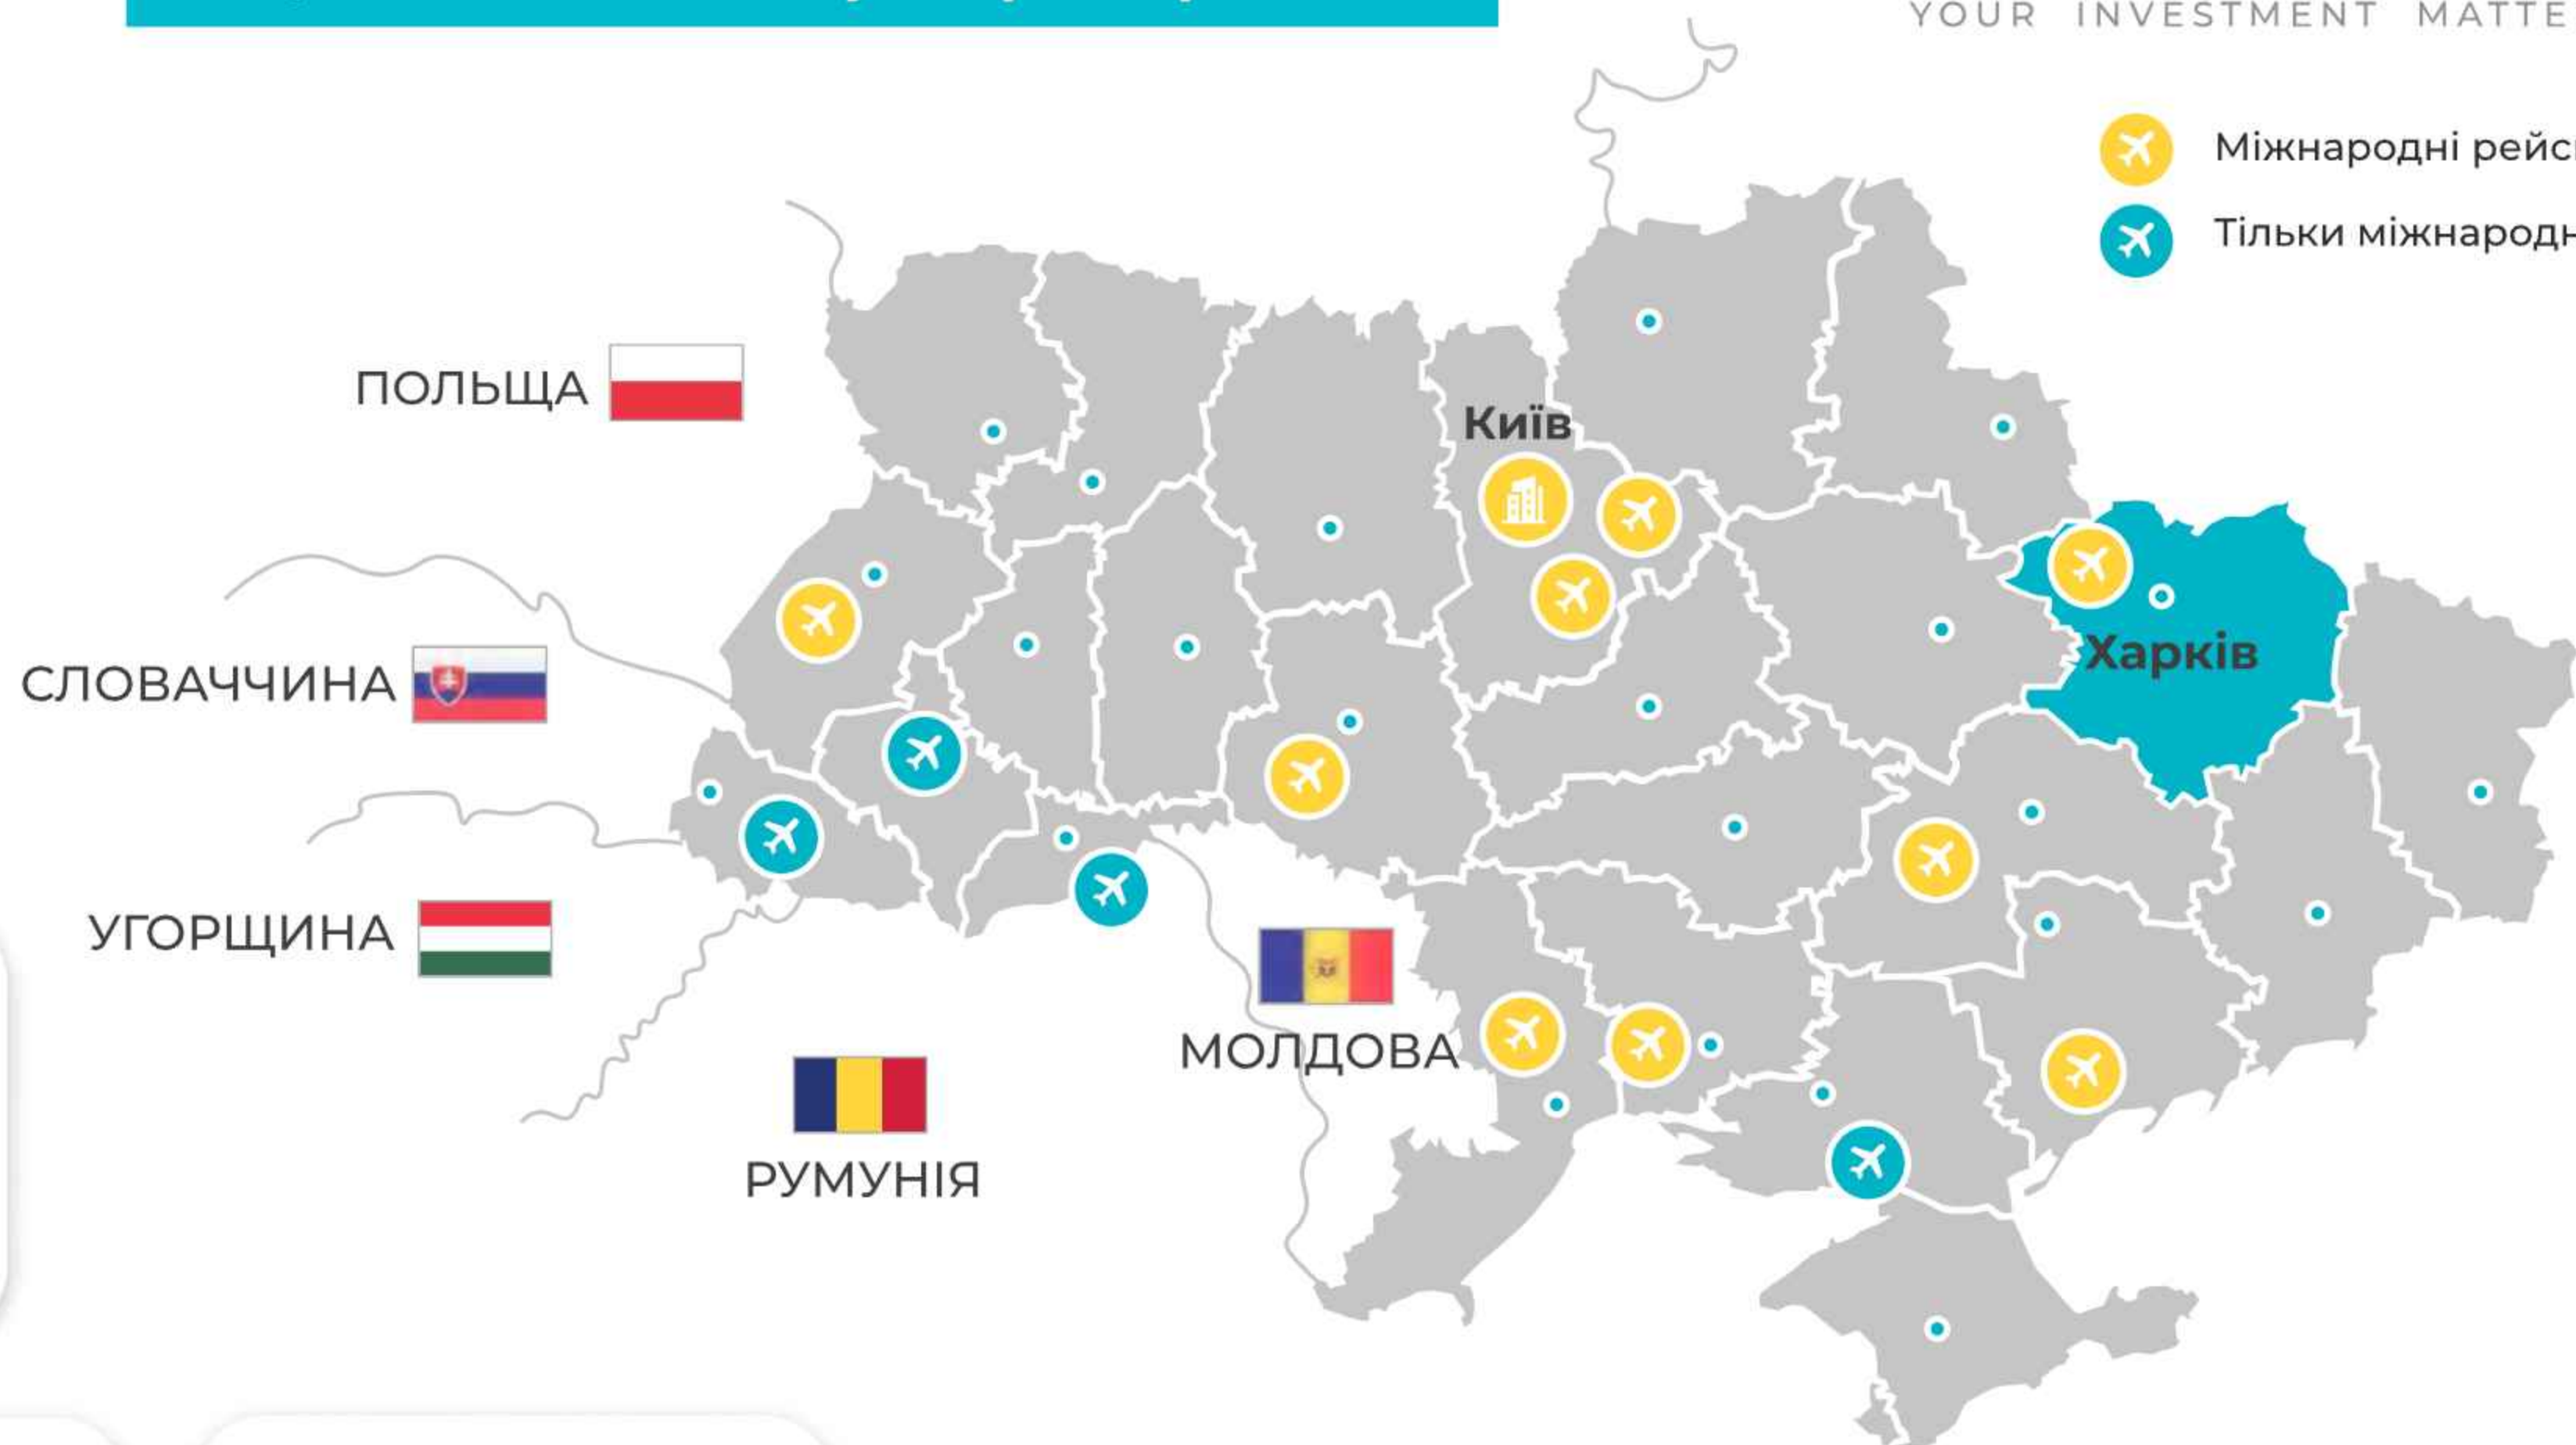 YOUR INVESTMENT
Міжнародні
Тільки
ПОЛЬЩА
Київ
СЛОВАЧЧИНА
Харків
УГОРЩИНА
МОЛДОВА
РУМУНІЯ